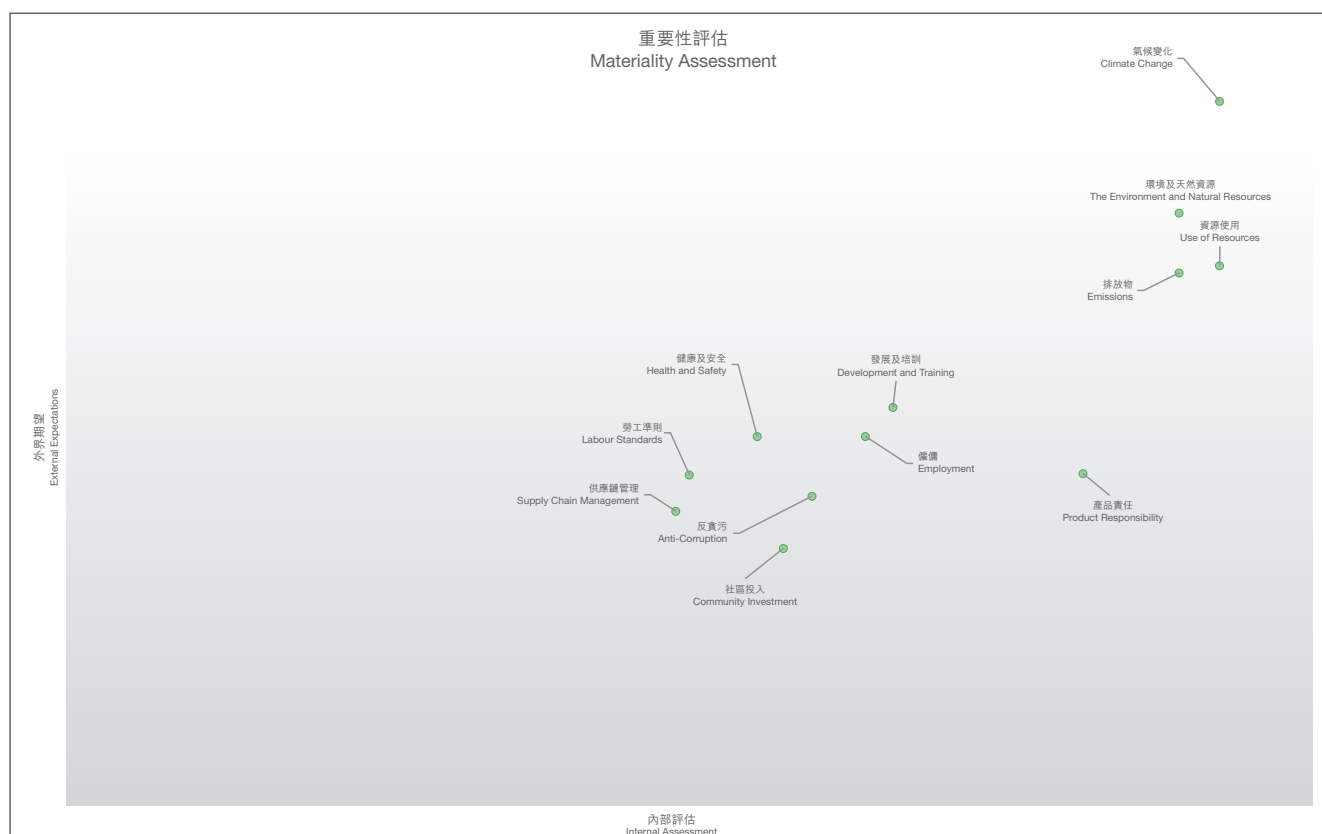 重要性評估
Materiality Assessment
氣候變化
Climate Change
環境及天然資源
The Environment and Natural Resources
資源使用
Use of Resources
排放物
Emissions
健康及安全
Health and Safety
發展及培訓
Development and Training
勞工準則
Labour Standards
僱傭
Employment
供應鏈管理
Supply Chain Management
產品責任
Product Responsibility
反貪污
Anti-Corruption
社區投入
Community Investment
外界期望
External Expectations
內部評估
Internal Assessment